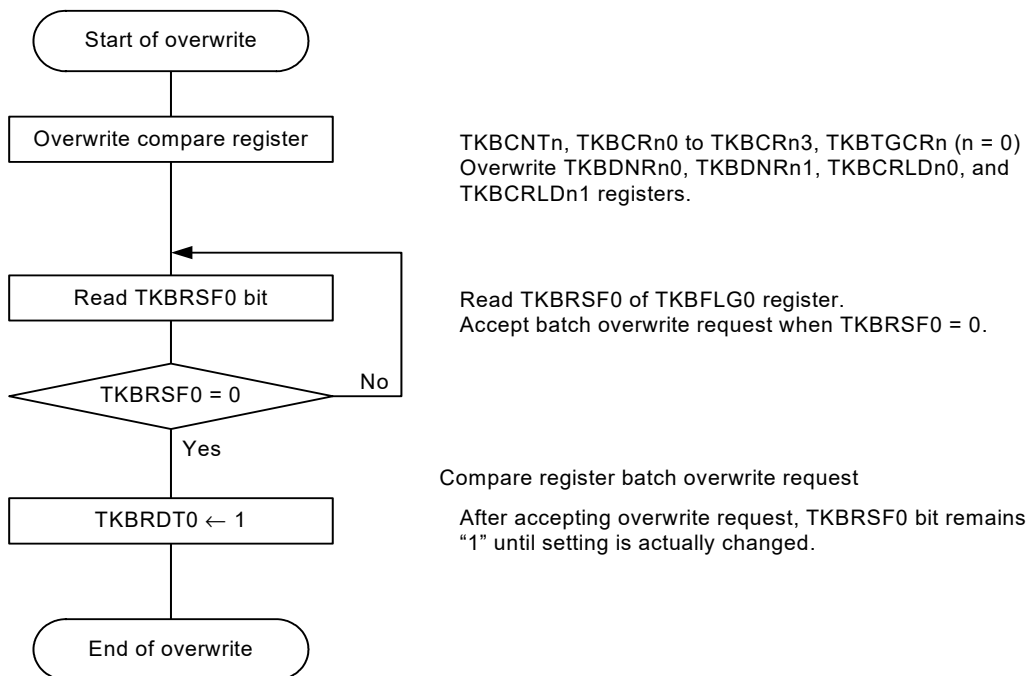 Start of overwrite
Overwrite compare register
TKBCNTn, TKBCRn0 to TKBCRn3, TKBTGCRn (n = 0)
Overwrite TKBDNRn0, TKBDNRn1, TKBCRLDn0, and
TKBCRLDn1 registers.
Read TKBRSF0 bit
Read TKBRSF0 of TKBFLG0 register.
Accept batch overwrite request when TKBRSF0 = 0.
TKBRSF0 = 0
No
Yes
Compare register batch overwrite request
TKBRDT0 ← 1
After accepting overwrite request, TKBRSF0 bit remains
“1” until setting is actually changed.
End of overwrite